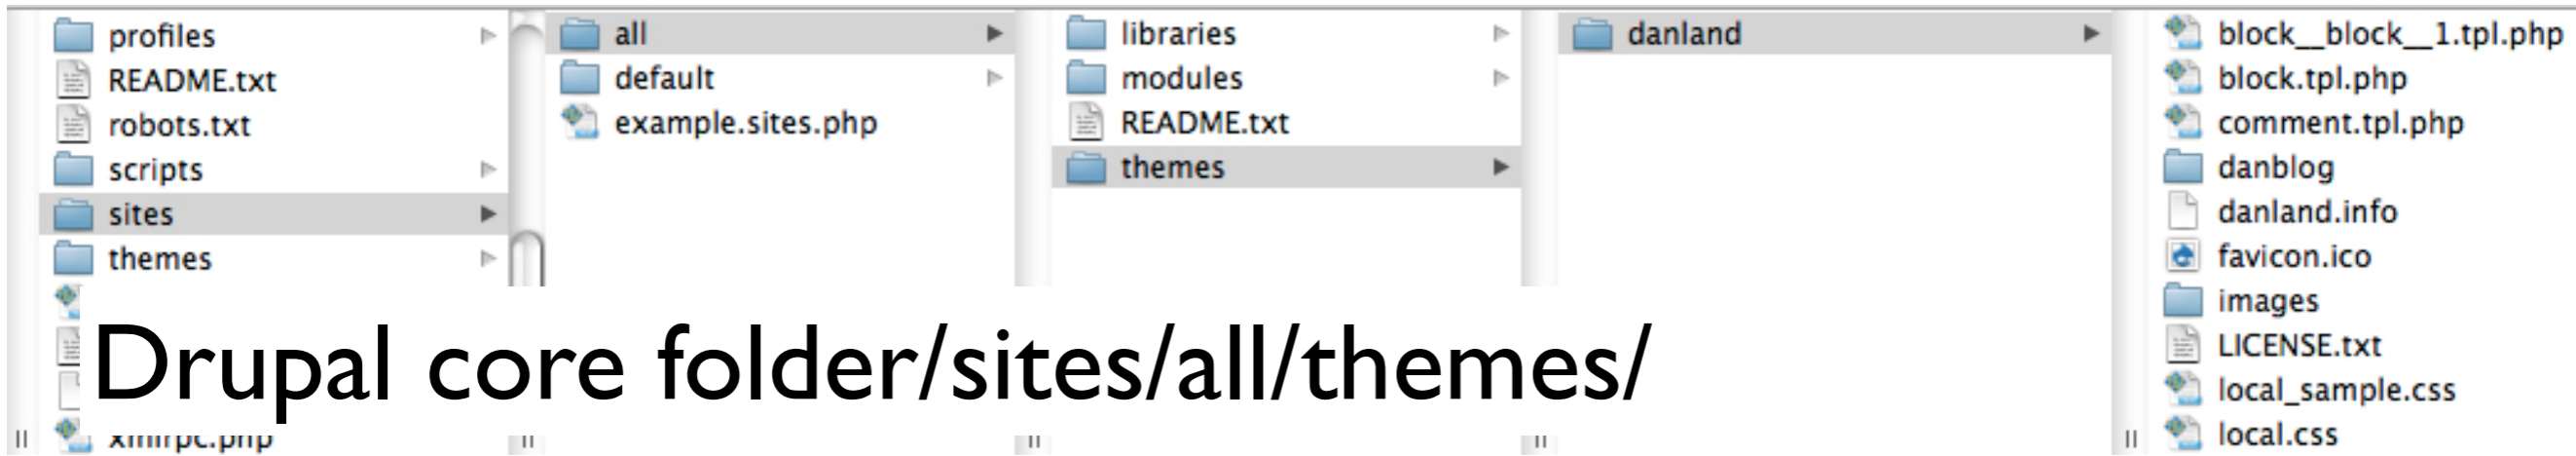 profiles
README.txt
robots.txt
scripts
sites
themes
xmlrpc.php
all
default
example.sites.php
libraries
modules
README.txt
themes
danland
block__block__1.tpl.php
block.tpl.php
comment.tpl.php
danblog
danland.info
favicon.ico
images
LICENSE.txt
local_sample.css
local.css
Drupal core folder/sites/all/themes/